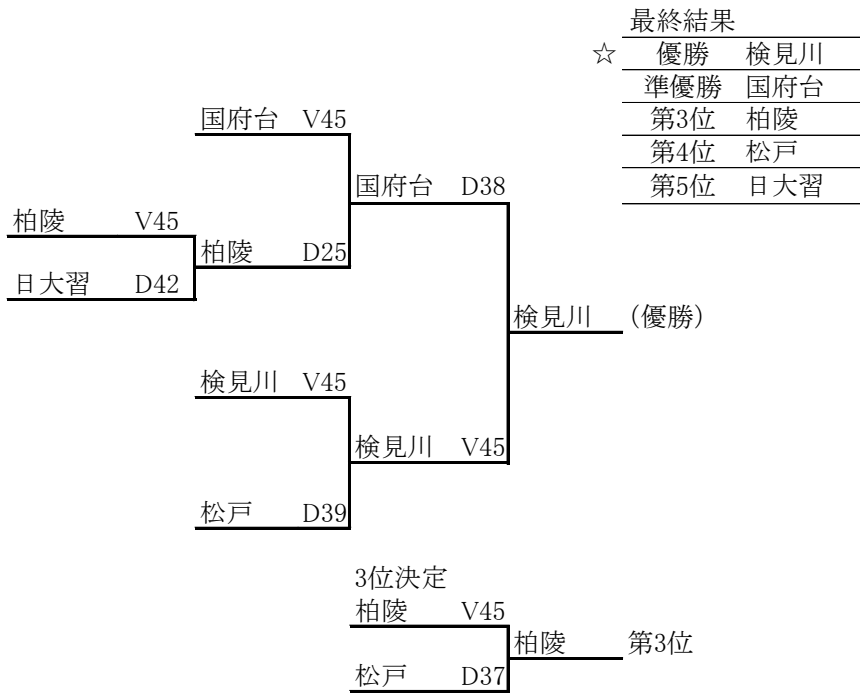 最終結果
☆ 優勝 検見川
準優勝 国府台
第3位 柏陵
第4位 松戸
第5位 日大習
国府台 V45
国府台 D38
柏陵 V45
柏陵 D25
日大習 D42
検見川 (優勝)
検見川 V45
検見川 V45
松戸 D39
3位決定
柏陵 V45
柏陵 第3位
松戸 D37